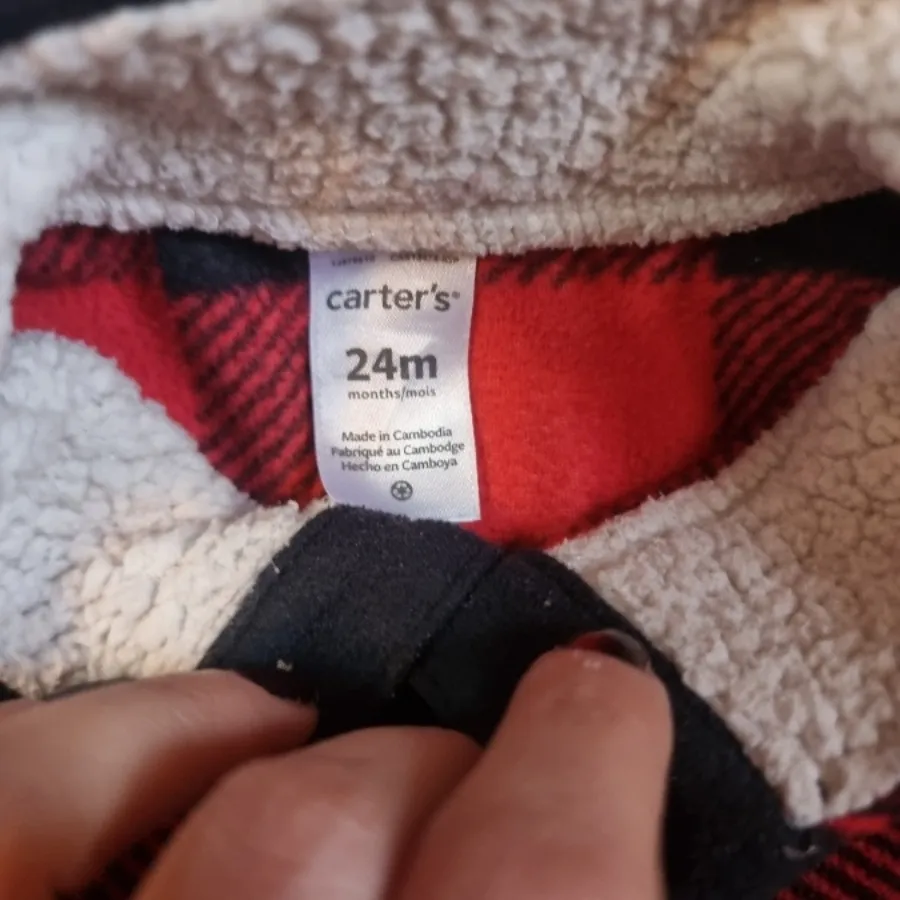 carter's
24m
months/mois
Made in Cambodia
Fabriqué au Cambodge
Hecho en Camboya